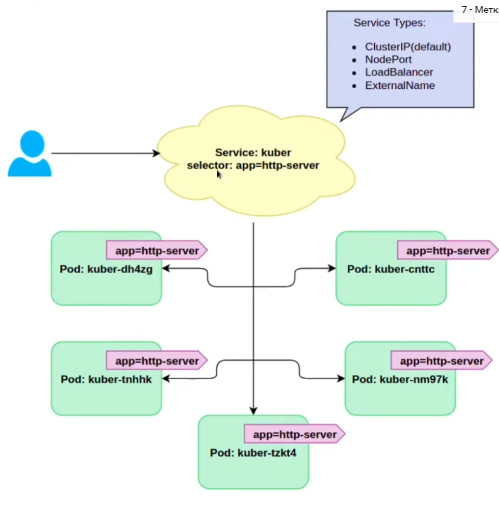 7 - Метк
Service Types:
ClusterIP(default)
NodePort
LoadBalancer
ExternalName
Service: kuber
selector: app=http-server
app=http-server
Pod: kuber-dh4zg
app=http-server
Pod: kuber-cnttc
app=http-server
Pod: kuber-tnhhk
app=http-server
Pod: kuber-nm97k
app=http-server
Pod: kuber-tzkt4